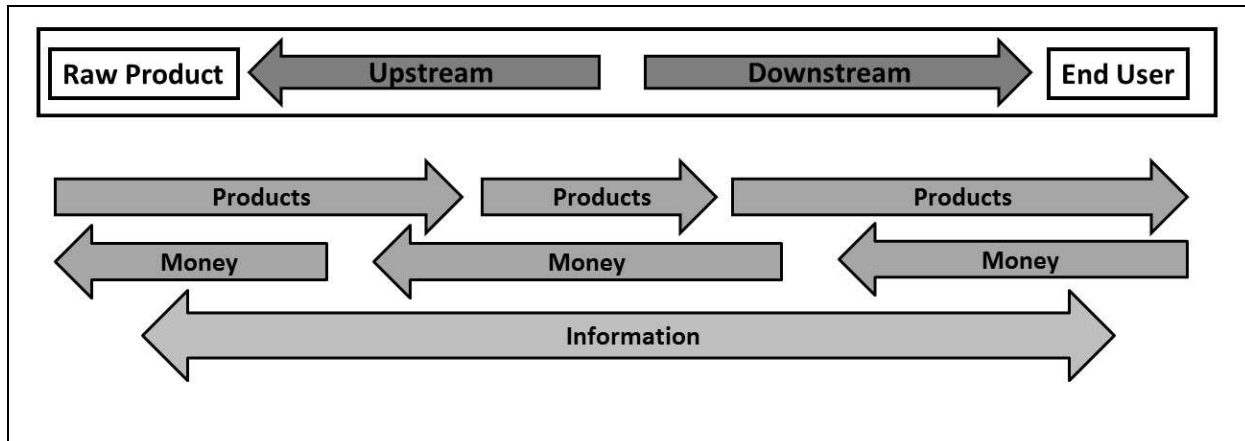 Raw Product
Upstream
Downstream
End User
Products
Products
Products
Money
Money
Money
Information